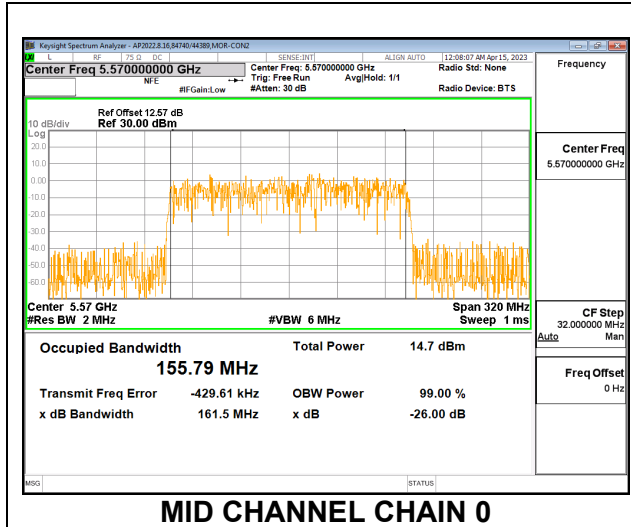 Keysight Spectrum Analyzer - AP2022.8.16,84740/44389,MOR-CON2
LXI L RF 75 Ω DC SENSE:INT ALIGN AUTO 12:08:07 AM Apr 15, 2023
Center Freq 5.570000000 GHz Center Freq: 5.570000000 GHz Radio Std: None
NFE Trig: Free Run Avg|Hold: 1/1
#IFGain:Low #Atten: 30 dB Radio Device: BTS
Frequency
Ref Offset 12.57 dB
10 dB/div Ref 30.00 dBm
Log
20.0
10.0
0.00
-10.0
-20.0
-30.0
-40.0
-50.0
-60.0
Center 5.57 GHz Span 320 MHz
#Res BW 2 MHz #VBW 6 MHz Sweep 1 ms
Center Freq
5.570000000 GHz
CF Step
32.000000 MHz
Auto Man
Freq Offset
0 Hz
Occupied Bandwidth Total Power 14.7 dBm
155.79 MHz
Transmit Freq Error -429.61 kHz OBW Power 99.00 %
x dB Bandwidth 161.5 MHz x dB -26.00 dB
MSG STATUS
MID CHANNEL CHAIN 0